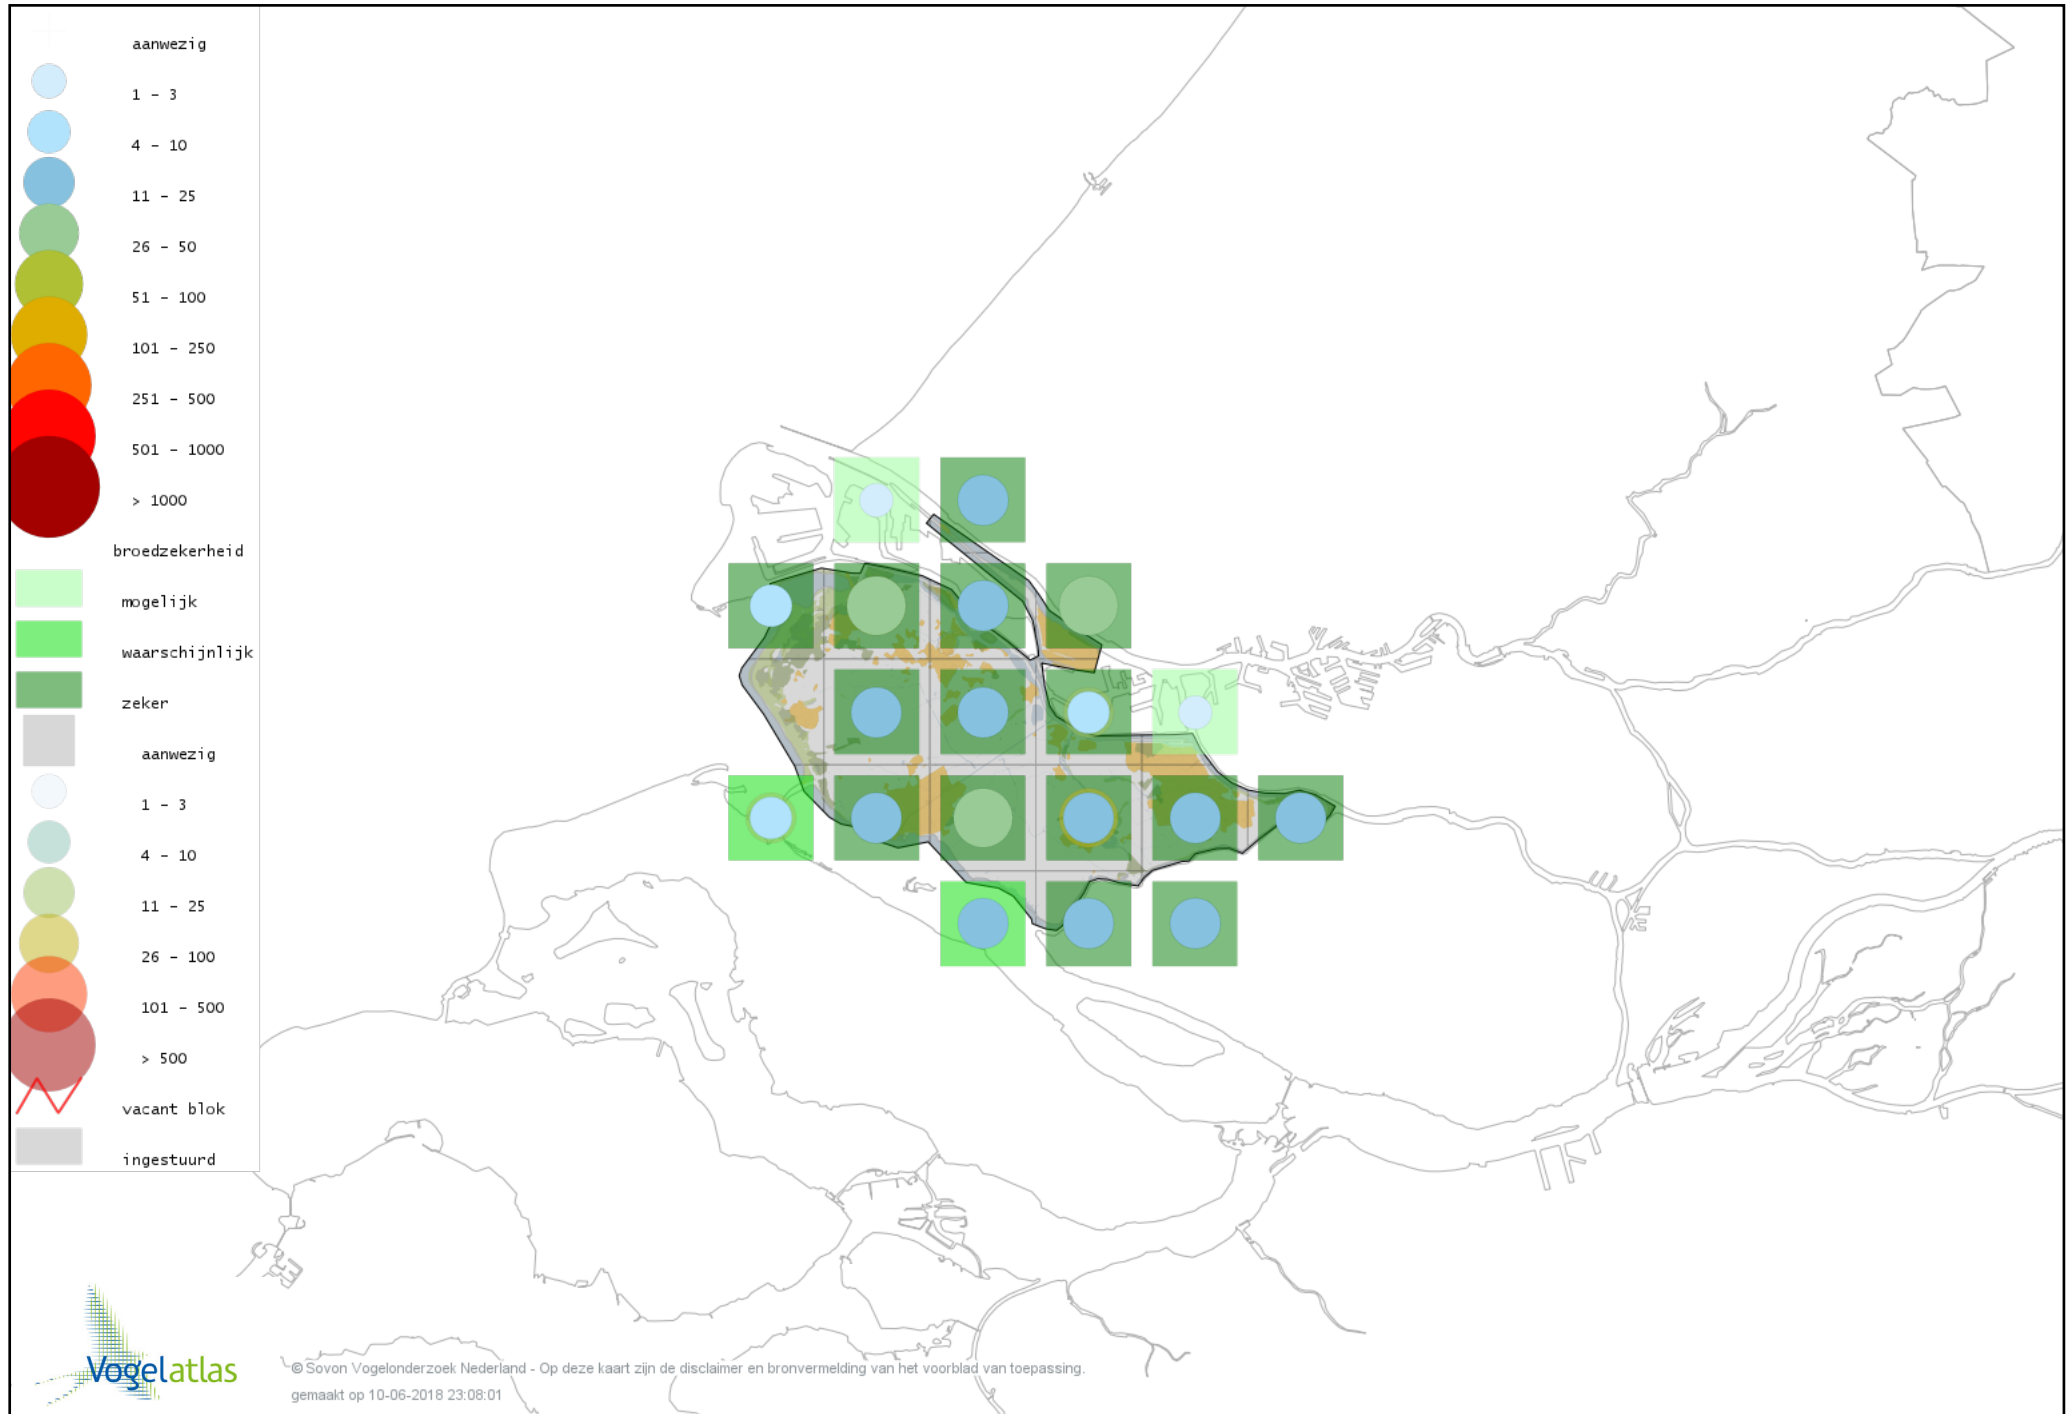 aanwezig
1 - 3
4 - 10
11 - 25
26 - 50
51 - 100
101 - 250
251 - 500
501 - 1000
> 1000
broedzekerheid
mogelijk
waarschijnlijk
zeker
aanwezig
1 - 3
4 - 10
11 - 25
26 - 100
101 - 500
> 500
vacant blok
ingestuurd
Vogelatlas
© Sovon Vogelonderzoek Nederland - Op deze kaart zijn de disclaimer en bronvermelding van het voorblad van toepassing.
gemaakt op 10-06-2018 23:08:01